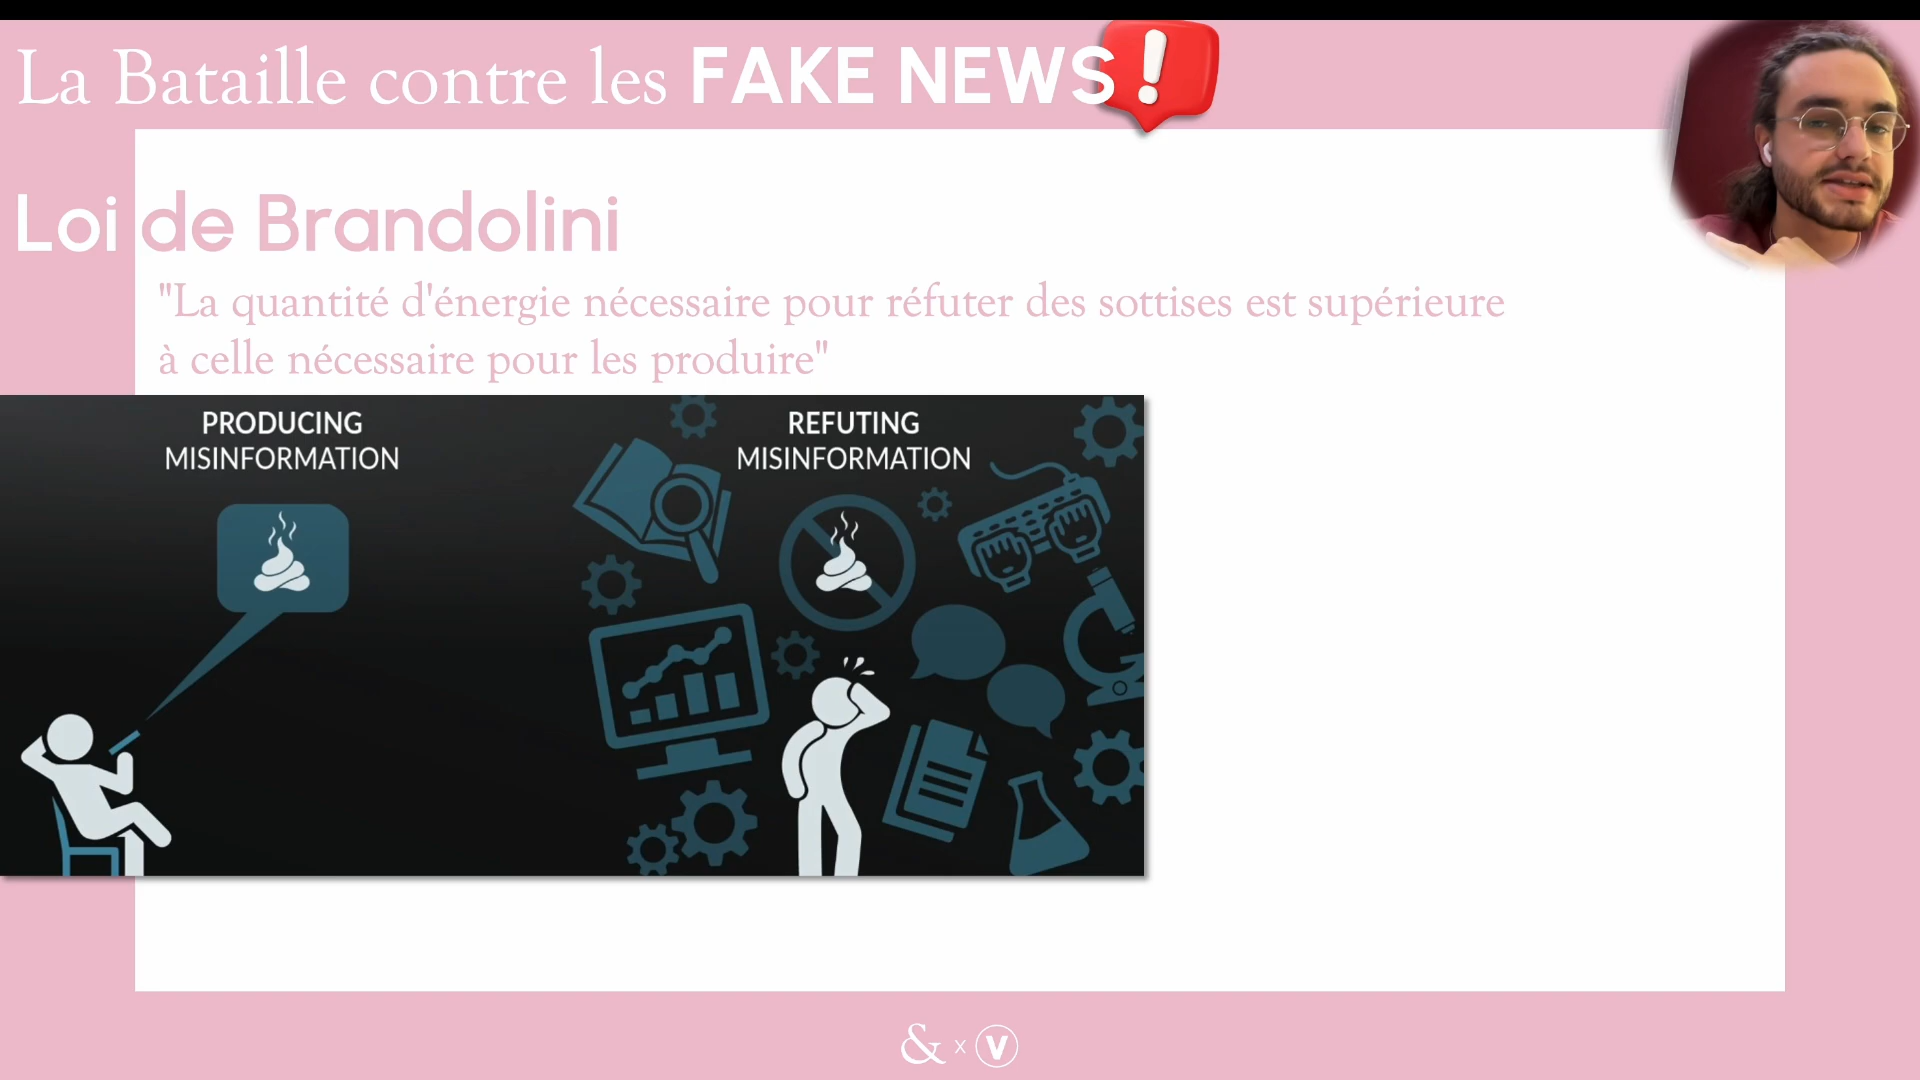 La Bataille contre les FAKE NEWS!
Loi de Brandolini
"La quantité d'énergie nécessaire pour réfuter des sottises est supérieure
à celle nécessaire pour les produire"
PRODUCING
MISINFORMATION
REFUTING
MISINFORMATION
& x V